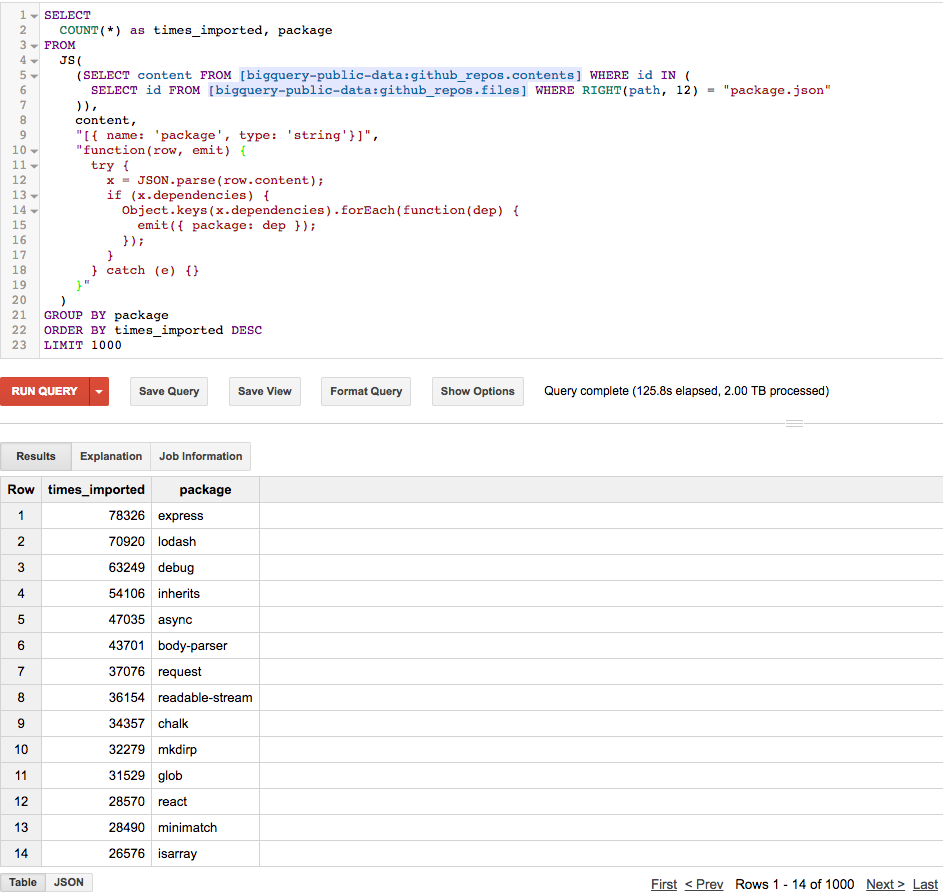 1 SELECT
2   COUNT(*) as times_imported, package
3 FROM
4   JS(
5     (SELECT content FROM [bigquery-public-data:github_repos.contents] WHERE id IN (
6       SELECT id FROM [bigquery-public-data:github_repos.files] WHERE RIGHT(path, 12) = "package.json"
7     )),
8     content,
9     "[{ name: 'package', type: 'string'}]",
10     "function(row, emit) {
11       try {
12         x = JSON.parse(row.content);
13         if (x.dependencies) {
14           Object.keys(x.dependencies).forEach(function(dep) {
15             emit({ package: dep });
16           });
17         }
18       } catch (e) {}
19     }"
20   )
21 GROUP BY package
22 ORDER BY times_imported DESC
23 LIMIT 1000
RUN QUERY Save Query Save View Format Query Show Options Query complete (125.8s elapsed, 2.00 TB processed)
Results Explanation Job Information
Row times_imported package
1 78326 express
2 70920 lodash
3 63249 debug
4 54106 inherits
5 47035 async
6 43701 body-parser
7 37076 request
8 36154 readable-stream
9 34357 chalk
10 32279 mkdirp
11 31529 glob
12 28570 react
13 28490 minimatch
14 26576 isarray
Table JSON First < Prev Rows 1 - 14 of 1000 Next > Last